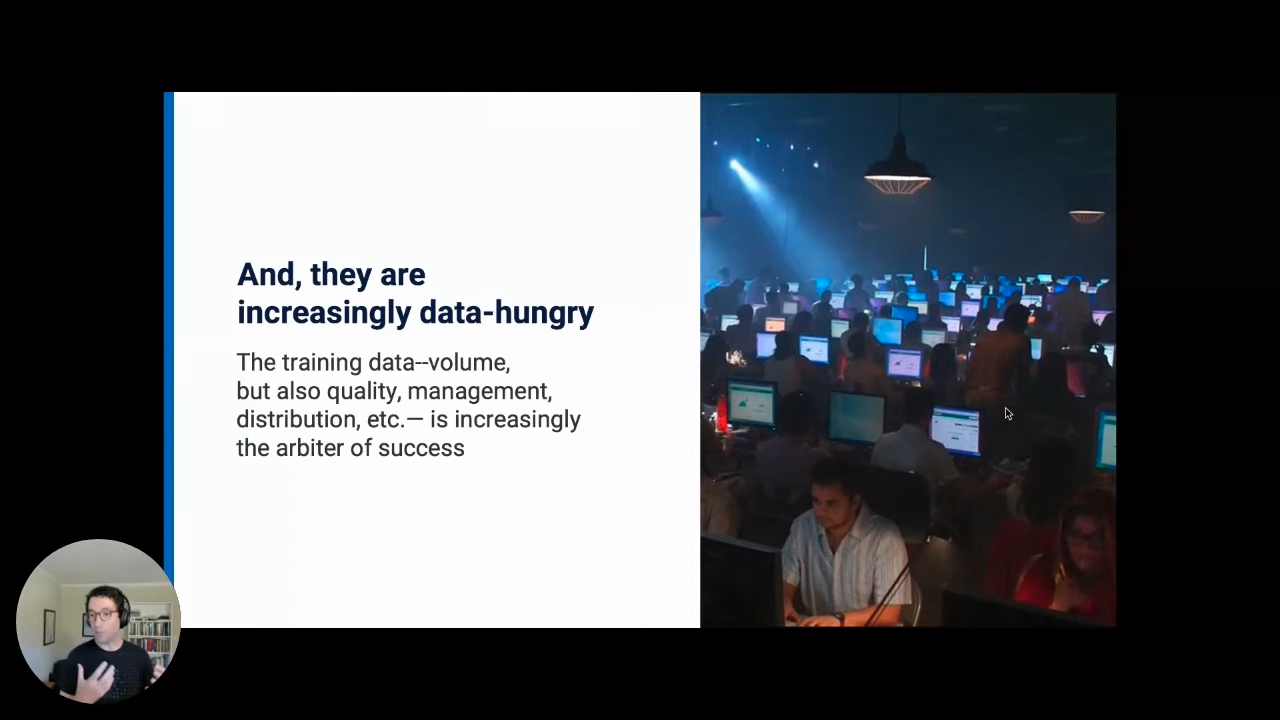 And, they are
increasingly data-hungry
The training data--volume,
but also quality, management,
distribution, etc.— is increasingly
the arbiter of success